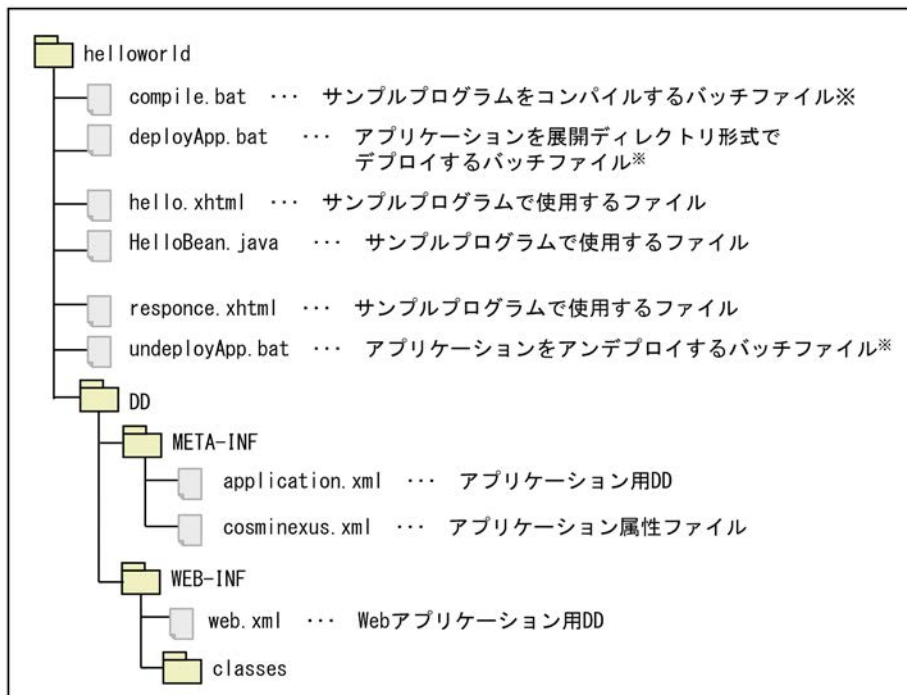 helloworld
compile.bat ··· サンプルプログラムをコンパイルするバッチファイル※
deployApp.bat ··· アプリケーションを展開ディレクトリ形式で
デプロイするバッチファイル※
hello.xhtml ··· サンプルプログラムで使用するファイル
HelloBean.java ··· サンプルプログラムで使用するファイル
responce.xhtml ··· サンプルプログラムで使用するファイル
undeployApp.bat ··· アプリケーションをアンデプロイするバッチファイル※
DD
META-INF
application.xml ··· アプリケーション用DD
cosminexus.xml ··· アプリケーション属性ファイル
WEB-INF
web.xml ··· Webアプリケーション用DD
classes